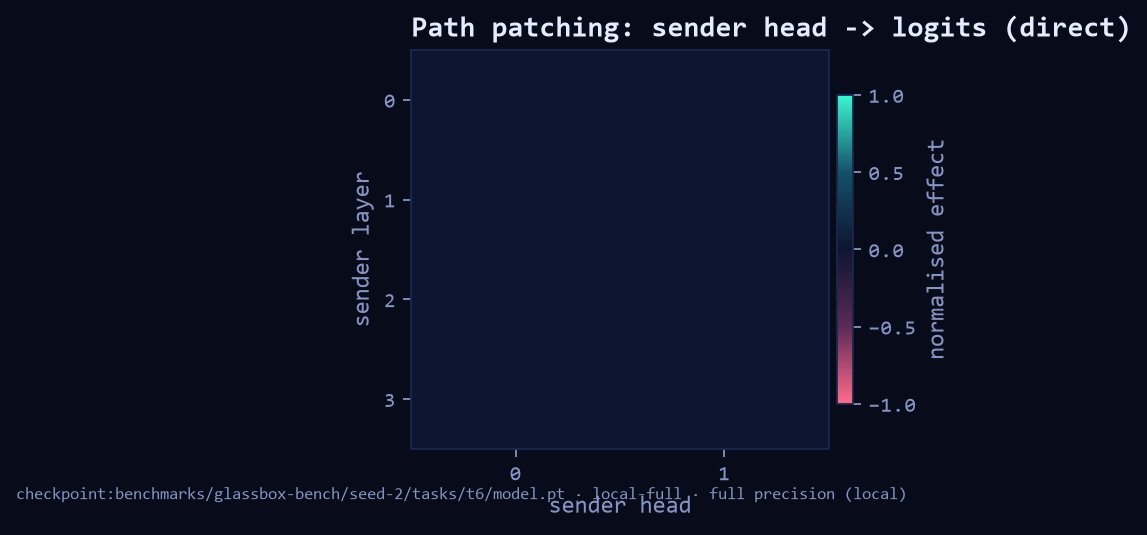 Path patching: sender head -> logits (direct)
sender layer
0
1
2
3
0
1
sender head
1.0
0.5
0.0
−0.5
−1.0
normalised effect
checkpoint:benchmarks/glassbox-bench/seed-2/tasks/t6/model.pt · local-full · full precision (local)